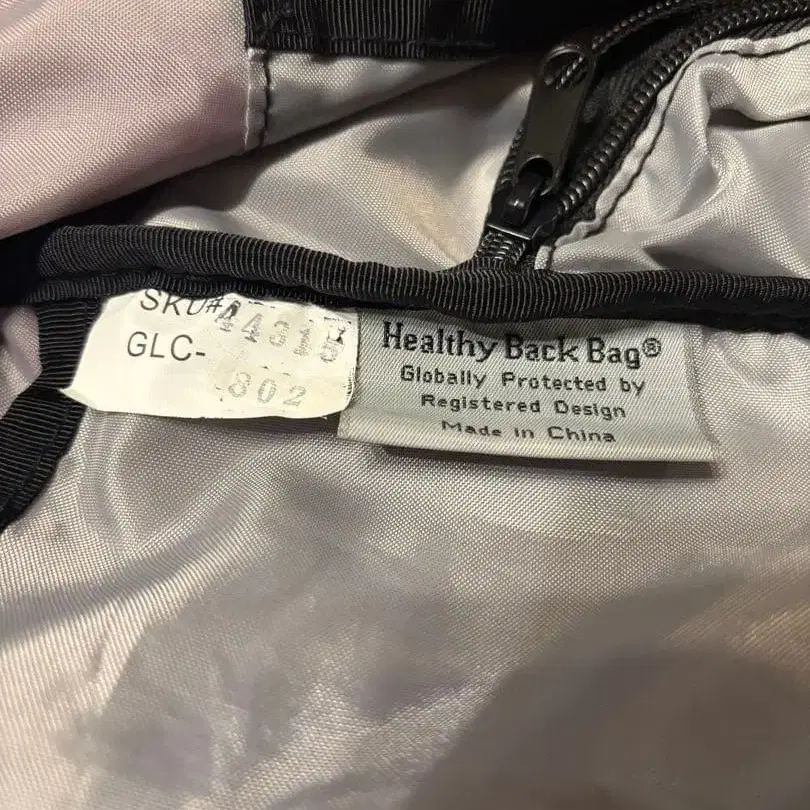 SKU#
GLC-
802
Healthy Back Bag®
Globally Protected by
Registered Design
Made in China